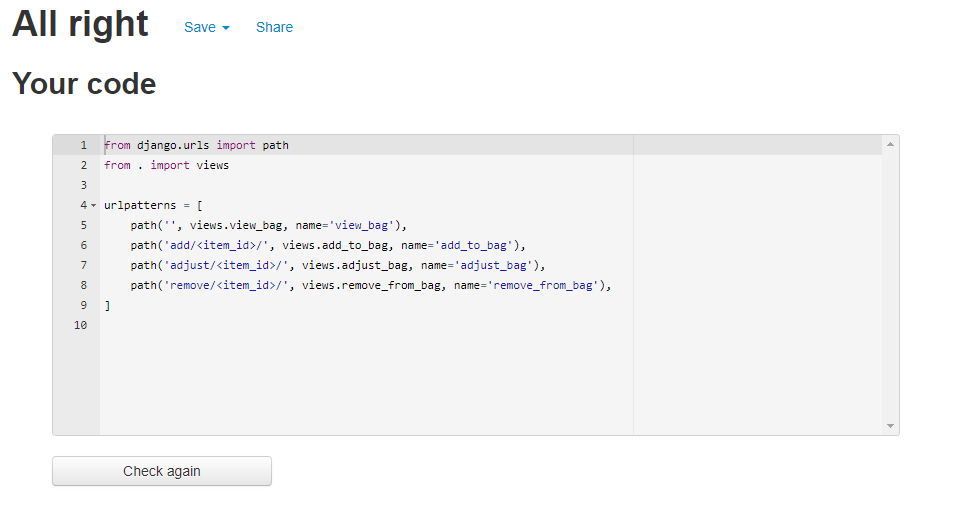 All right
Save
Share
Your code
1 from django.urls import path
2 from . import views
3
4 urlpatterns = [
5     path('', views.view_bag, name='view_bag'),
6     path('add/<item_id>/', views.add_to_bag, name='add_to_bag'),
7     path('adjust/<item_id>/', views.adjust_bag, name='adjust_bag'),
8     path('remove/<item_id>/', views.remove_from_bag, name='remove_from_bag'),
9 ]
10
Check again